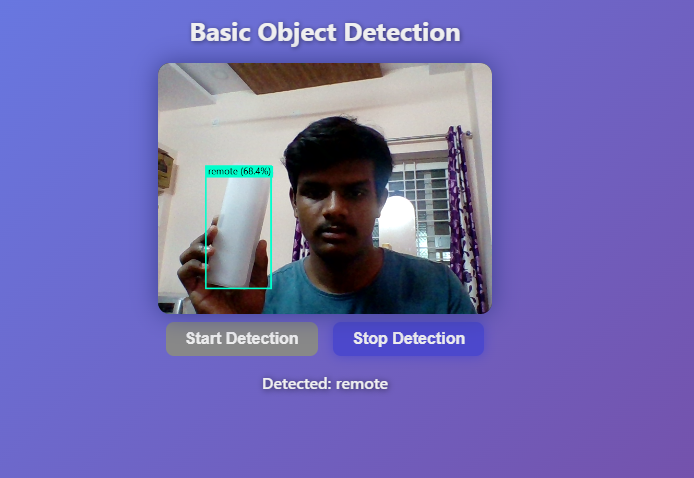 Basic Object Detection
remote (68.4%)
Start Detection
Stop Detection
Detected: remote